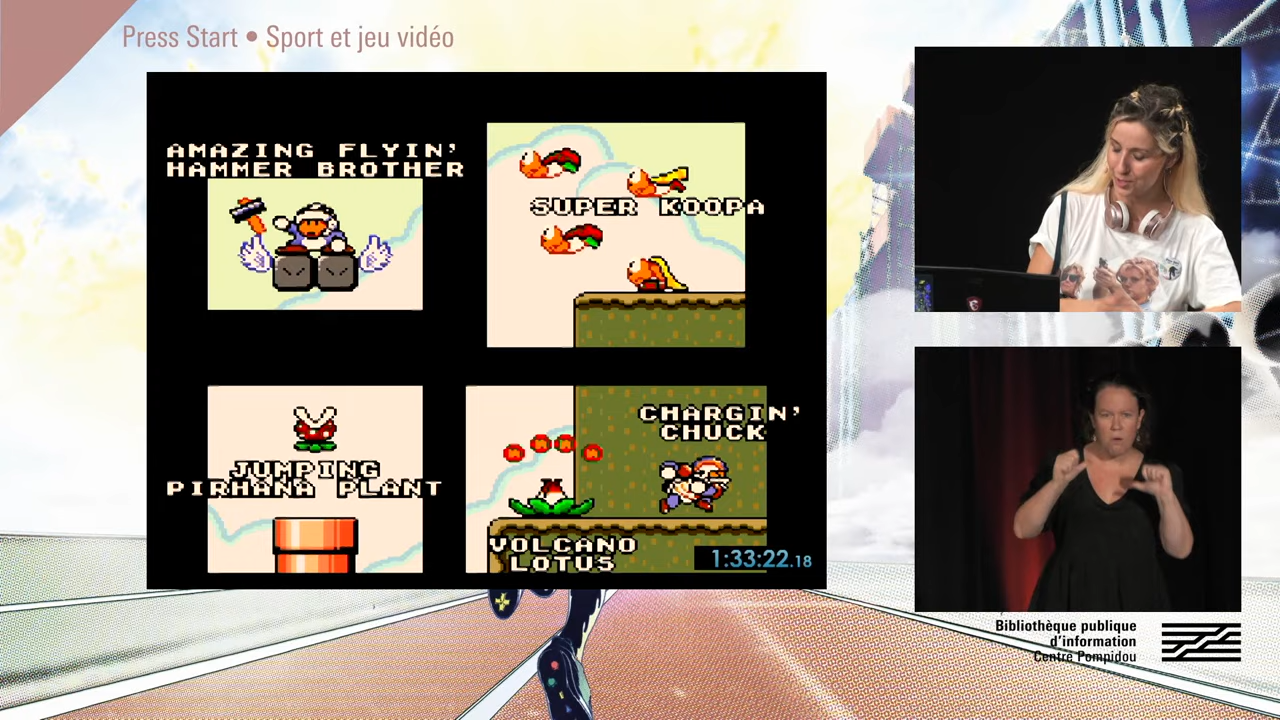 Press Start • Sport et jeu vidéo
AMAZING FLYIN'
HAMMER BROTHER
SUPER KOOPA
JUMPING
PIRHANA PLANT
CHARGIN'
CHUCK
VOLCANO
LOTUS
1:33:22.18
Bibliothèque publique
d'information
Centre Pompidou